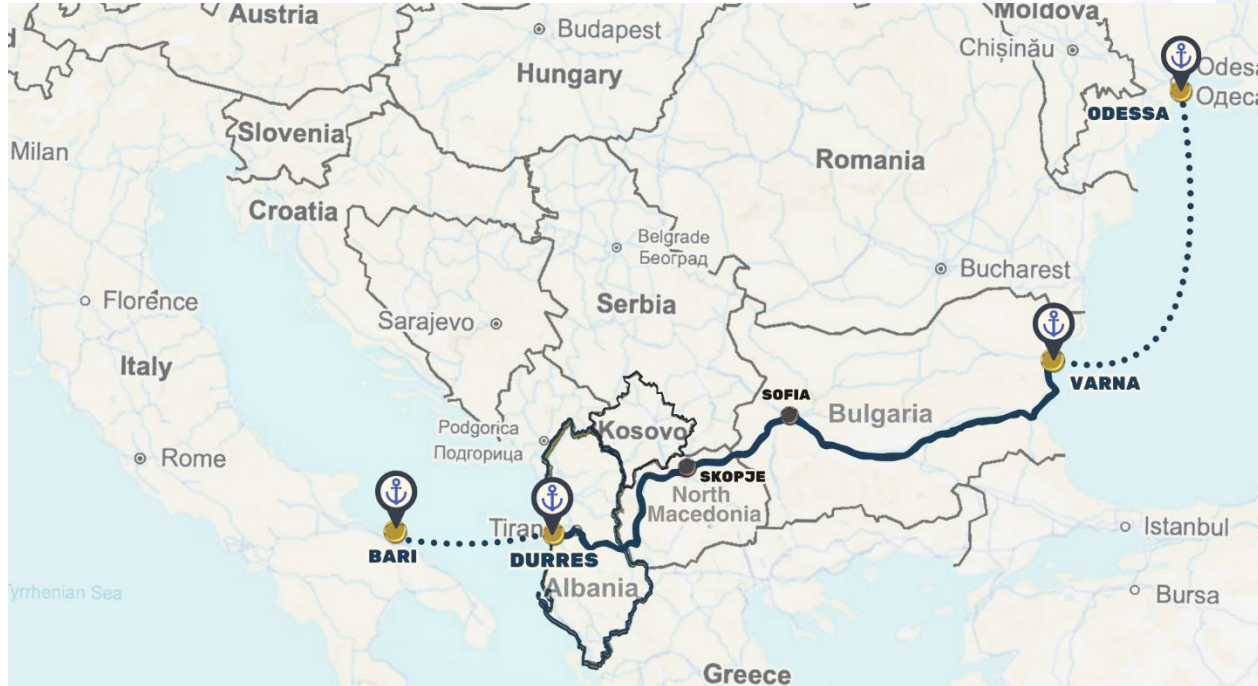 Austria
Moldova
Budapest
Chișinău
Hungary
Odesa
Одеса
ODESSA
Slovenia
Milan
Romania
Croatia
Belgrade
Београд
Bucharest
Florence
Serbia
Sarajevo
Italy
VARNA
SOFIA
Bulgaria
Podgorica
Подгорица
Kosovo
Rome
SKOPJE
North
Macedonia
Tiran
Istanbul
BARI
DURRES
Albania
Tyrrhenian Sea
Bursa
Greece